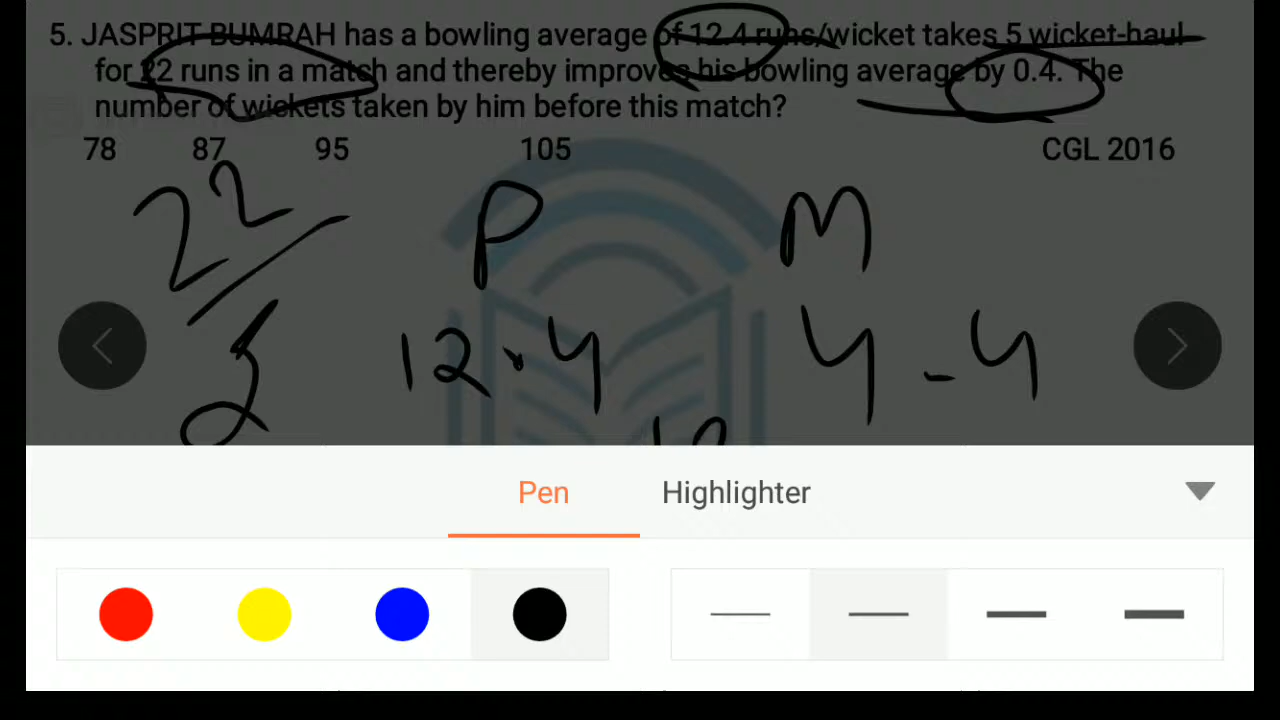 5. JASPRIT BUMRAH has a bowling average of 12.4 runs/wicket takes 5 wicket-haul
for 22 runs in a match and thereby improves his bowling average by 0.4. The
number of wickets taken by him before this match?
78 87 95 105 CGL 2016
22 P M
5 12.4 4-4
12
Pen Highlighter